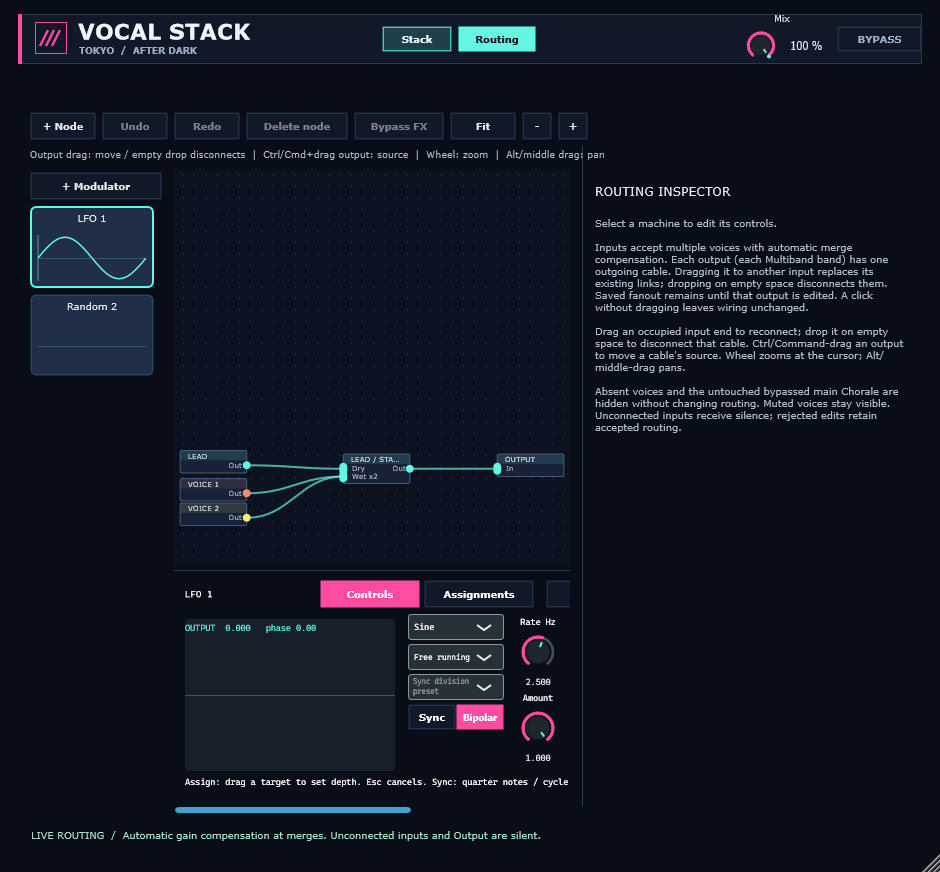 Mix
VOCAL STACK
TOKYO / AFTER DARK
Stack
Routing
100 %
BYPASS
+ Node
Undo
Redo
Delete node
Bypass FX
Fit
-
+
Output drag: move / empty drop disconnects | Ctrl/Cmd+drag output: source | Wheel: zoom | Alt/middle drag: pan
+ Modulator
LFO 1
Random 2
LEAD
Out
VOICE 1
Out
VOICE 2
Out
LEAD / STA...
Dry
Out
Wet x2
OUTPUT
In
ROUTING INSPECTOR
Select a machine to edit its controls.
Inputs accept multiple voices with automatic merge
compensation. Each output (each Multiband band) has one
outgoing cable. Dragging it to another input replaces its
existing links; dropping on empty space disconnects them.
Saved fanout remains until that output is edited. A click
without dragging leaves wiring unchanged.
Drag an occupied input end to reconnect; drop it on empty
space to disconnect that cable. Ctrl/Command-drag an output
to move a cable's source. Wheel zooms at the cursor; Alt/
middle-drag pans.
Absent voices and the untouched bypassed main Chorale are
hidden without changing routing. Muted voices stay visible.
Unconnected inputs receive silence; rejected edits retain
accepted routing.
LFO 1
Controls
Assignments
OUTPUT 0.000 phase 0.00
Sine
Free running
Sync division
preset
Sync
Bipolar
Rate Hz
2.500
Amount
1.000
Assign: drag a target to set depth. Esc cancels. Sync: quarter notes / cycle
LIVE ROUTING / Automatic gain compensation at merges. Unconnected inputs and Output are silent.